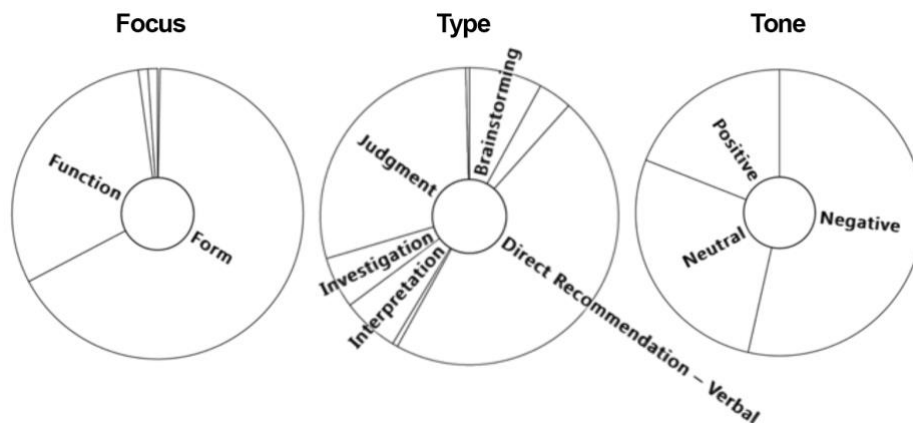 Focus
Type
Tone
Function
Form
Brainstorming
Judgment
Investigation
Interpretation
Direct Recommendation – Verbal
Positive
Neutral
Negative